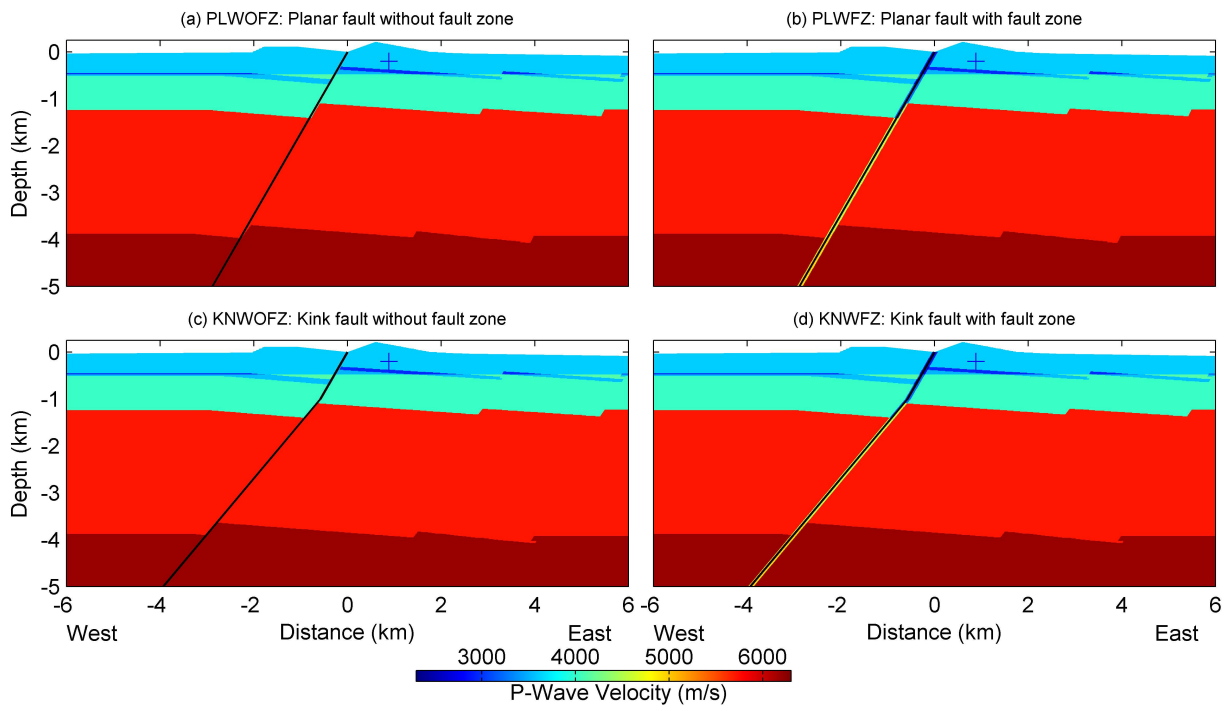 (a) PLWOFZ: Planar fault without fault zone
(b) PLWFZ: Planar fault with fault zone
0
-1
-2
-3
-4
-5
Depth (km)
(c) KNWOFZ: Kink fault without fault zone
(d) KNWFZ: Kink fault with fault zone
0
-1
-2
-3
-4
-5
Depth (km)
-6 -4 -2 0 2 4 6
-6 -4 -2 0 2 4 6
West Distance (km) East
West Distance (km) East
3000 4000 5000 6000
P-Wave Velocity (m/s)